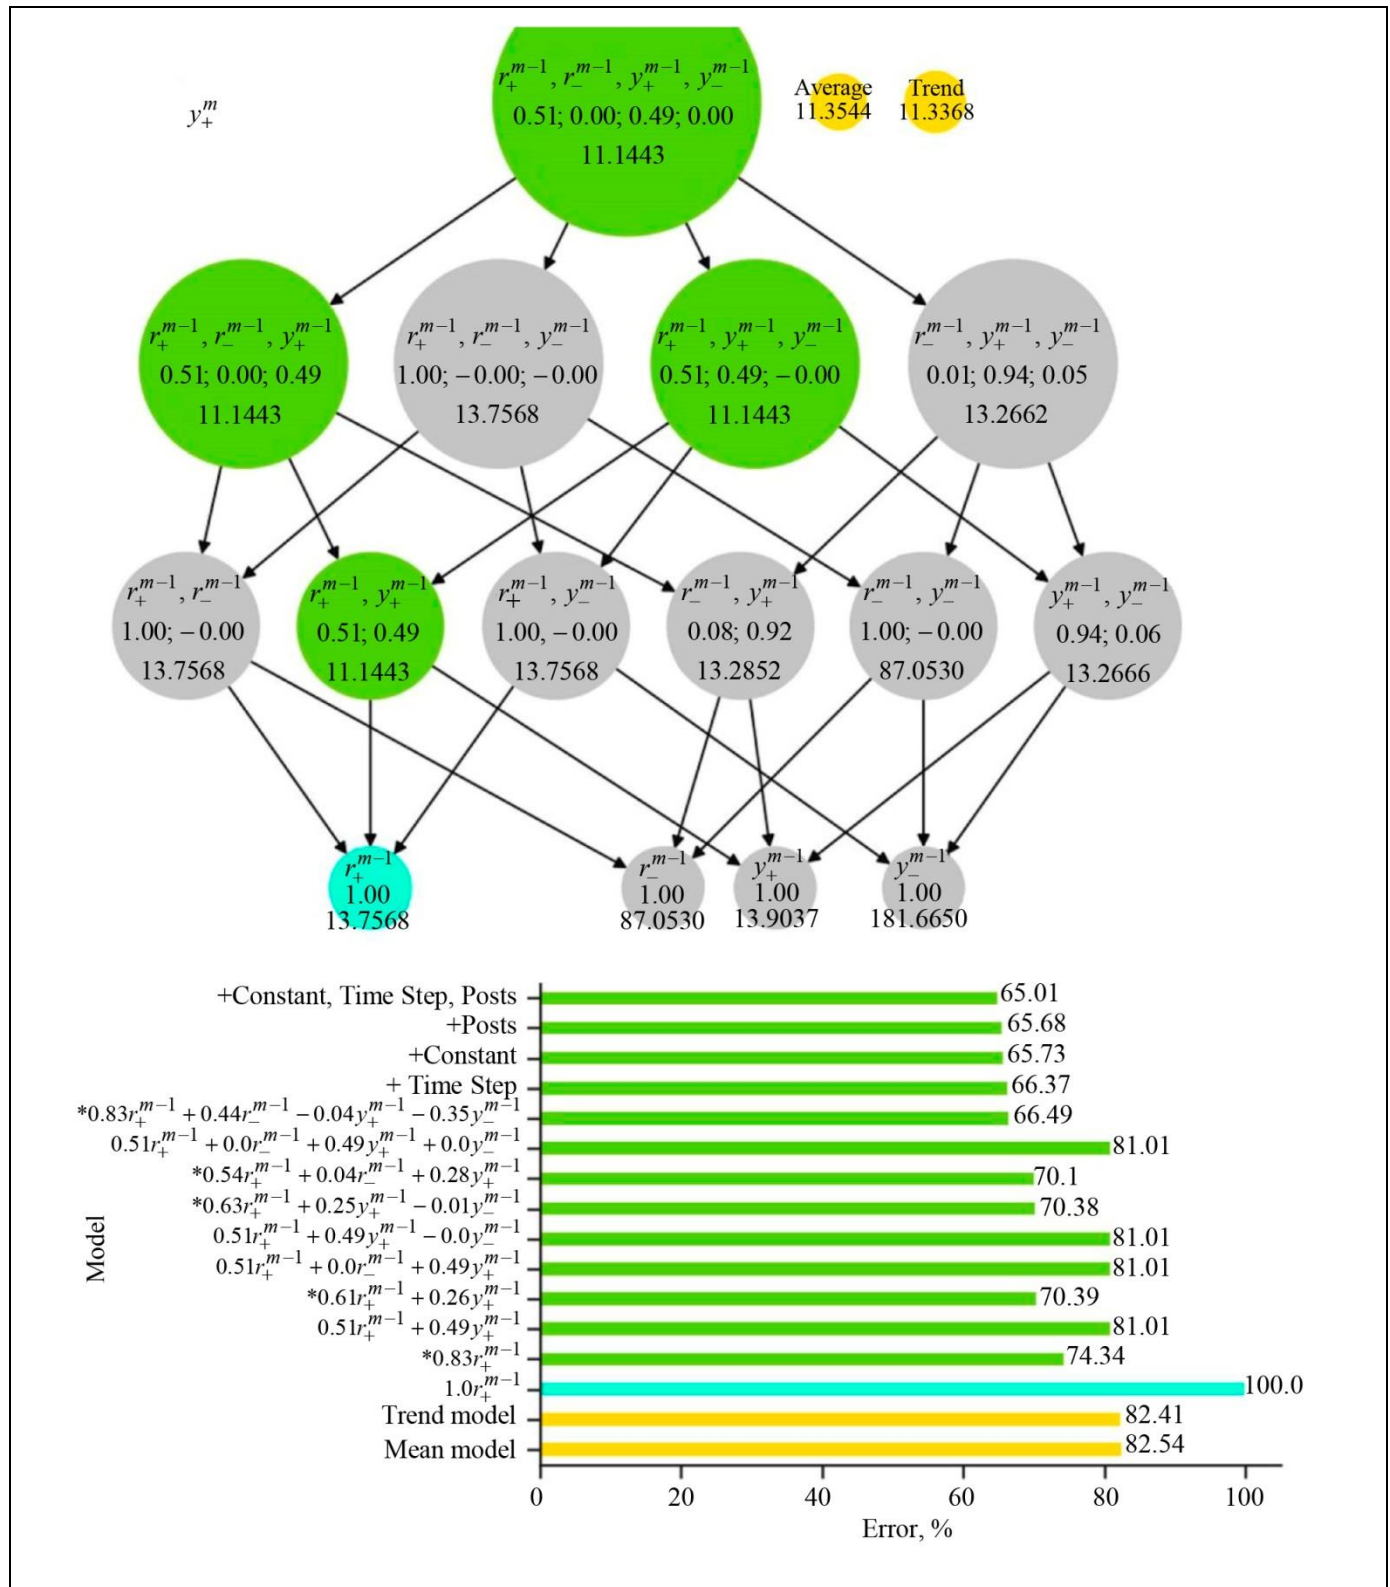 r₊^{m−1}, r₋^{m−1}, y₊^{m−1}, y₋^{m−1}
0.51; 0.00; 0.49; 0.00
11.1443
y₊^m
Average
11.3544
Trend
11.3368
r₊^{m−1}, r₋^{m−1}, y₊^{m−1}
0.51; 0.00; 0.49
11.1443
r₊^{m−1}, r₋^{m−1}, y₋^{m−1}
1.00; −0.00; −0.00
13.7568
r₊^{m−1}, y₊^{m−1}, y₋^{m−1}
0.51; 0.49; −0.00
11.1443
r₋^{m−1}, y₊^{m−1}, y₋^{m−1}
0.01; 0.94; 0.05
13.2662
r₊^{m−1}, r₋^{m−1}
1.00; −0.00
13.7568
r₊^{m−1}, y₊^{m−1}
0.51; 0.49
11.1443
r₊^{m−1}, y₋^{m−1}
1.00, −0.00
13.7568
r₋^{m−1}, y₊^{m−1}
0.08; 0.92
13.2852
r₋^{m−1}, y₋^{m−1}
1.00; −0.00
87.0530
y₊^{m−1}, y₋^{m−1}
0.94; 0.06
13.2666
r₊^{m−1}
1.00
13.7568
r₋^{m−1}
1.00
87.0530
y₊^{m−1}
1.00
13.9037
y₋^{m−1}
1.00
181.6650
+Constant, Time Step, Posts 65.01
+Posts 65.68
+Constant 65.73
+ Time Step 66.37
*0.83r₊^{m−1} + 0.44r₋^{m−1} − 0.04y₊^{m−1} − 0.35y₋^{m−1} 66.49
0.51r₊^{m−1} + 0.0r₋^{m−1} + 0.49y₊^{m−1} + 0.0y₋^{m−1} 81.01
*0.54r₊^{m−1} + 0.04r₋^{m−1} + 0.28y₊^{m−1} 70.1
*0.63r₊^{m−1} + 0.25y₊^{m−1} − 0.01y₋^{m−1} 70.38
0.51r₊^{m−1} + 0.49y₊^{m−1} − 0.0y₋^{m−1} 81.01
0.51r₊^{m−1} + 0.0r₋^{m−1} + 0.49y₊^{m−1} 81.01
*0.61r₊^{m−1} + 0.26y₊^{m−1} 70.39
0.51r₊^{m−1} + 0.49y₊^{m−1} 81.01
*0.83r₊^{m−1} 74.34
1.0r₊^{m−1} 100.0
Trend model 82.41
Mean model 82.54
Model
0 20 40 60 80 100
Error, %